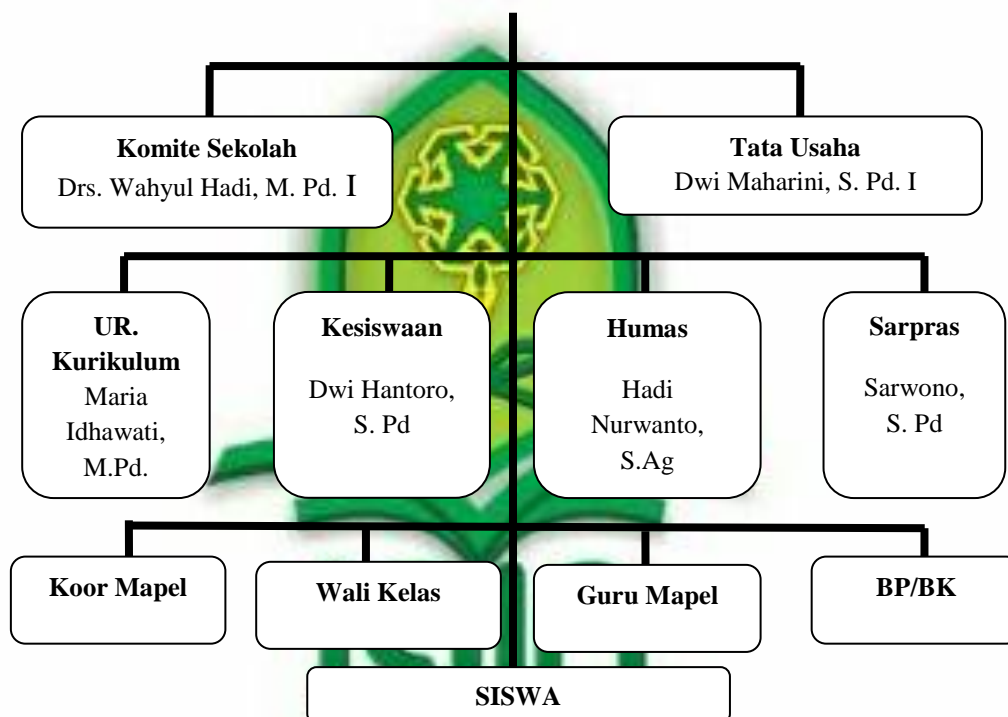 Komite Sekolah
Drs. Wahyul Hadi, M. Pd. I
Tata Usaha
Dwi Maharini, S. Pd. I
UR.
Kurikulum
Maria
Idhawati,
M.Pd.
Kesiswaan
Dwi Hantoro,
S. Pd
Humas
Hadi
Nurwanto,
S.Ag
Sarpras
Sarwono,
S. Pd
Koor Mapel
Wali Kelas
Guru Mapel
BP/BK
SISWA